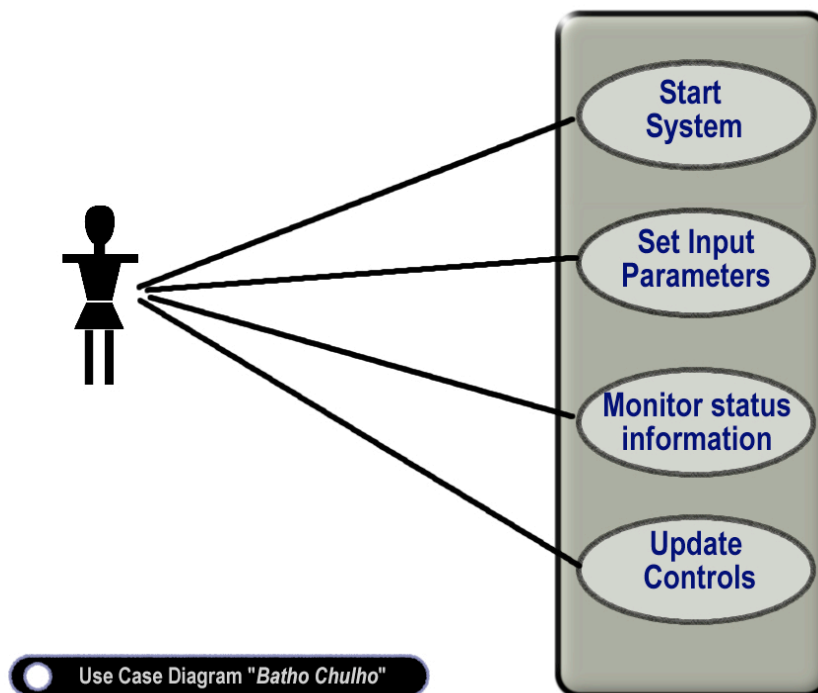 Start
System
Set Input
Parameters
Monitor status
information
Update
Controls
Use Case Diagram "Batho Chulho"